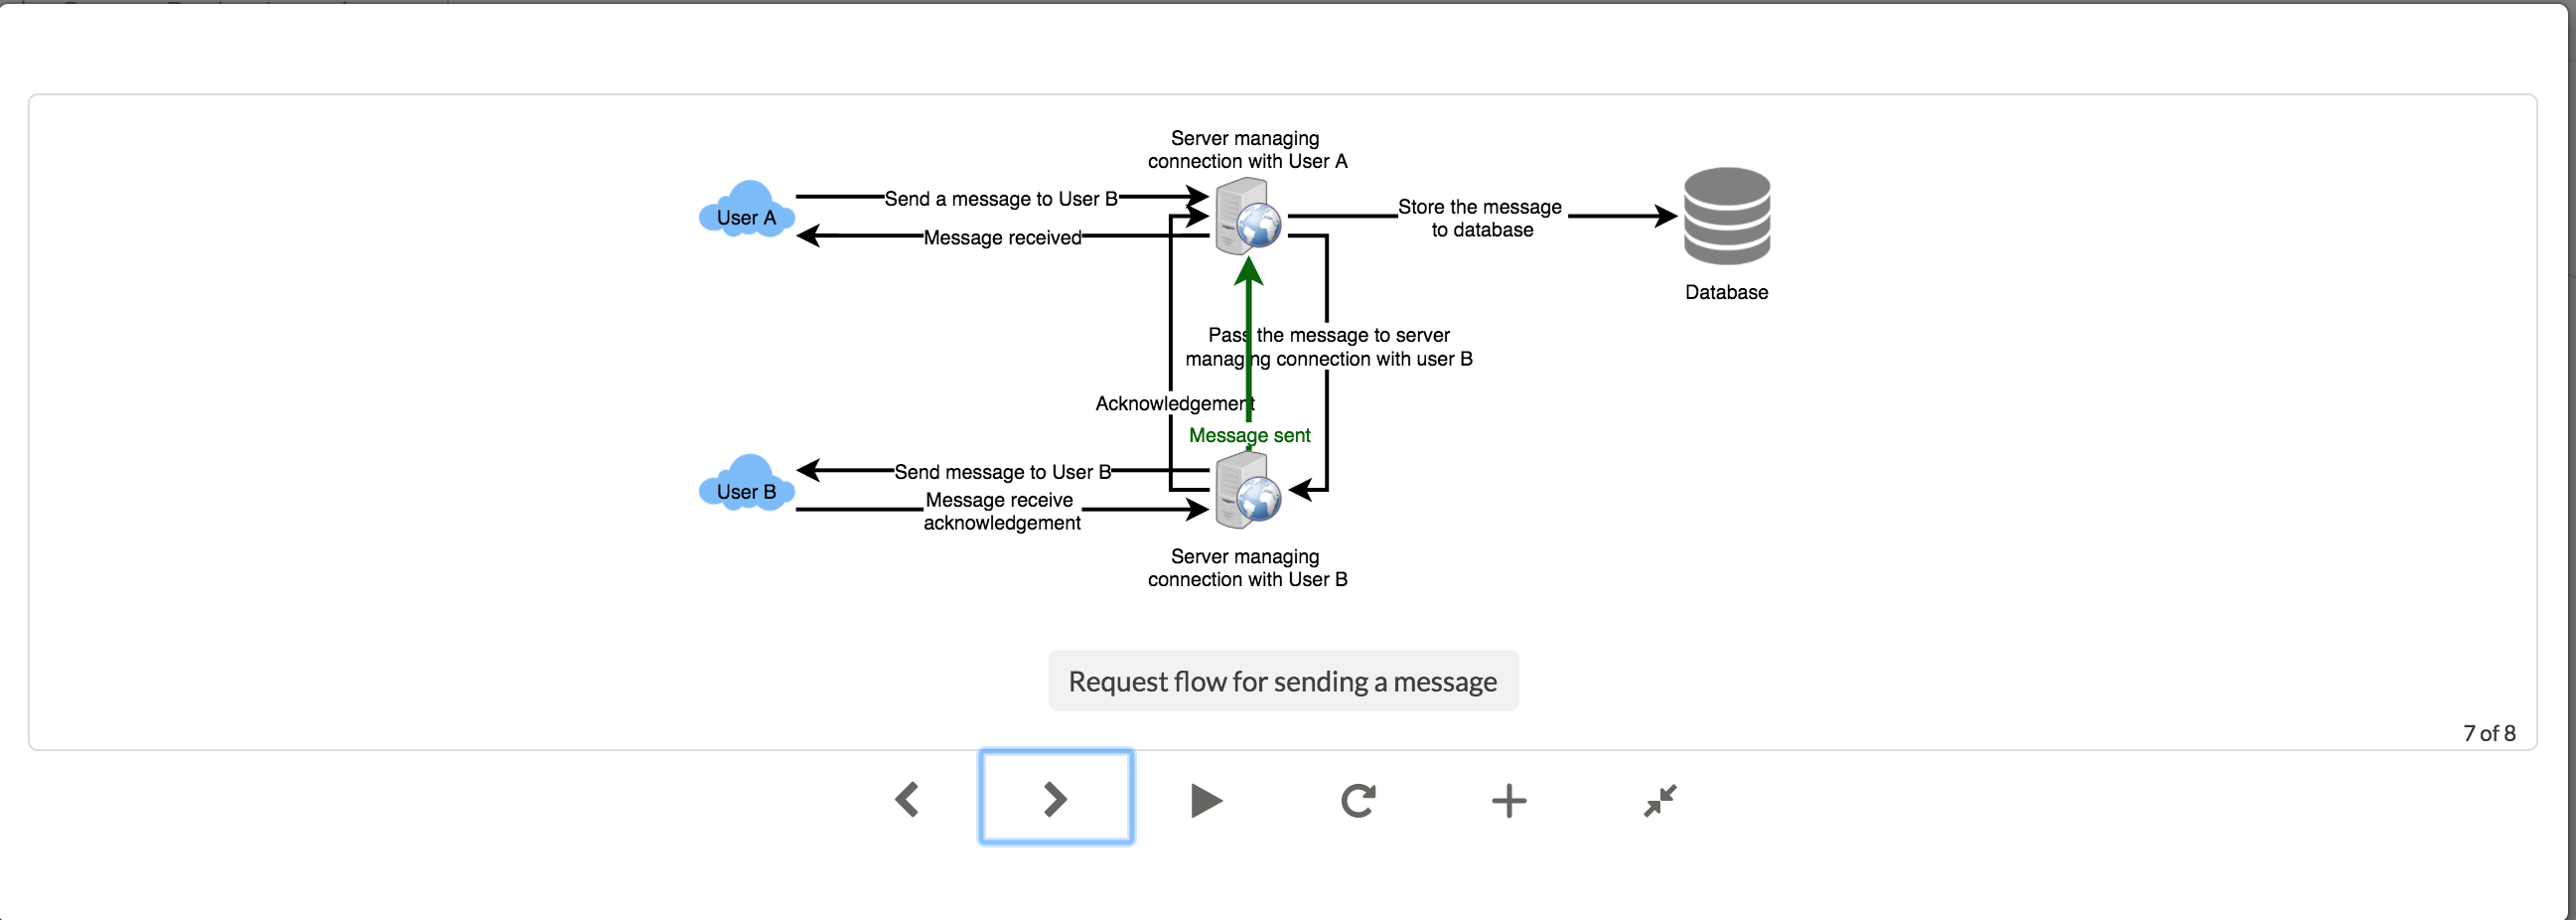 Server managing
connection with User A
Send a message to User B
User A
Message received
Store the message
to database
Database
Pass the message to server
managing connection with user B
Acknowledgement
Message sent
Send message to User B
User B
Message receive
acknowledgement
Server managing
connection with User B
Request flow for sending a message
7 of 8